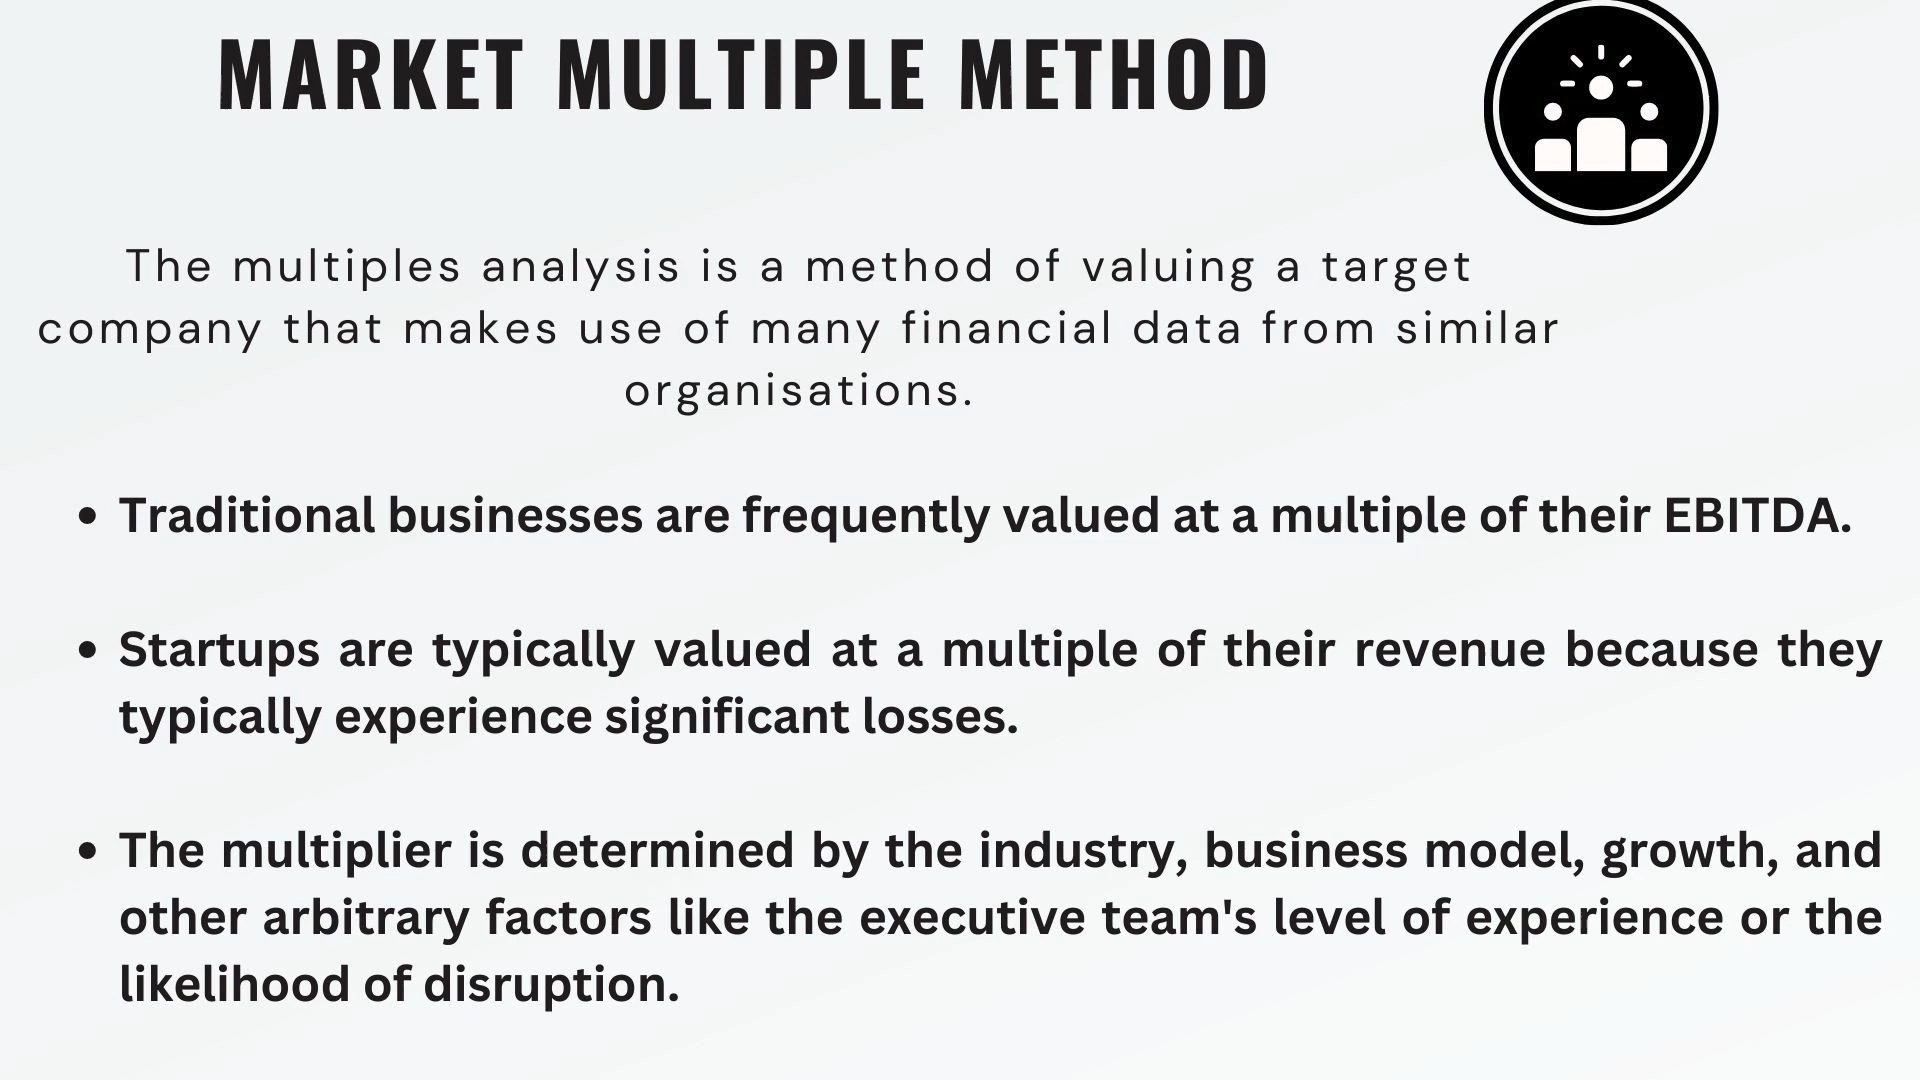 MARKET MULTIPLE METHOD
The multiples analysis is a method of valuing a target
company that makes use of many financial data from similar
organisations.
• Traditional businesses are frequently valued at a multiple of their EBITDA.
• Startups are typically valued at a multiple of their revenue because they
typically experience significant losses.
• The multiplier is determined by the industry, business model, growth, and
other arbitrary factors like the executive team's level of experience or the
likelihood of disruption.